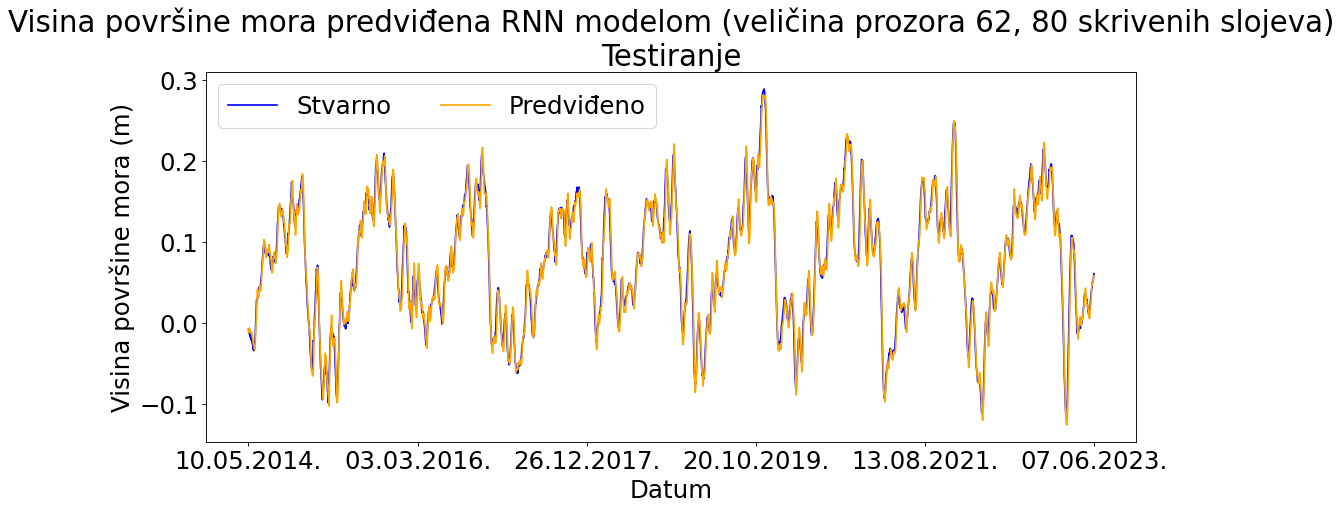 Visina površine mora predviđena RNN modelom (veličina prozora 62, 80 skrivenih slojeva)
Testiranje
Stvarno Predviđeno
Visina površine mora (m)
0.3
0.2
0.1
0.0
−0.1
10.05.2014. 03.03.2016. 26.12.2017. 20.10.2019. 13.08.2021. 07.06.2023.
Datum